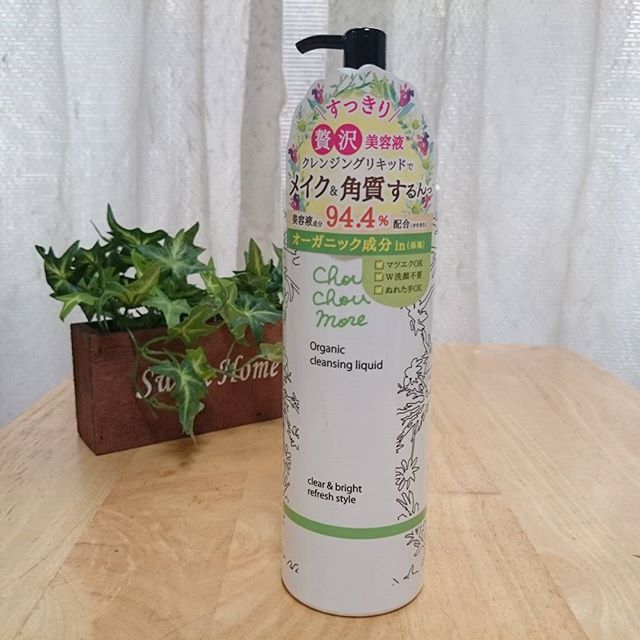 すっきり
贅沢 美容液
クレンジングリキッドで
メイク&角質するんっ
美容液成分 94.4% 配合
オーガニック成分 in (保湿)
マツエクOK
W洗顔不要
ぬれた手OK
Chou
Chou
more
Organic
cleansing liquid
clear & bright
refresh style
Home